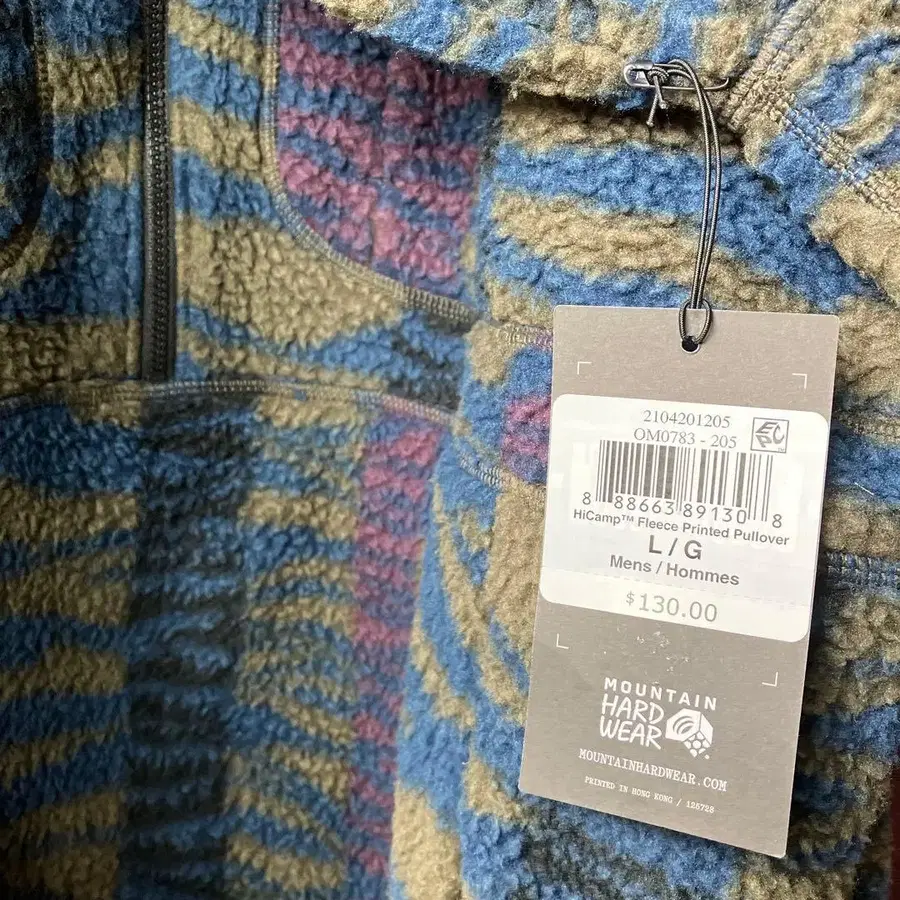 2104201205
OM0783 - 205
EPC™
8 88663 89130 8
HiCamp™ Fleece Printed Pullover
L / G
Mens / Hommes
$130.00
MOUNTAIN
HARD
WEAR
MOUNTAINHARDWEAR.COM
PRINTED IN HONG KONG / 125728